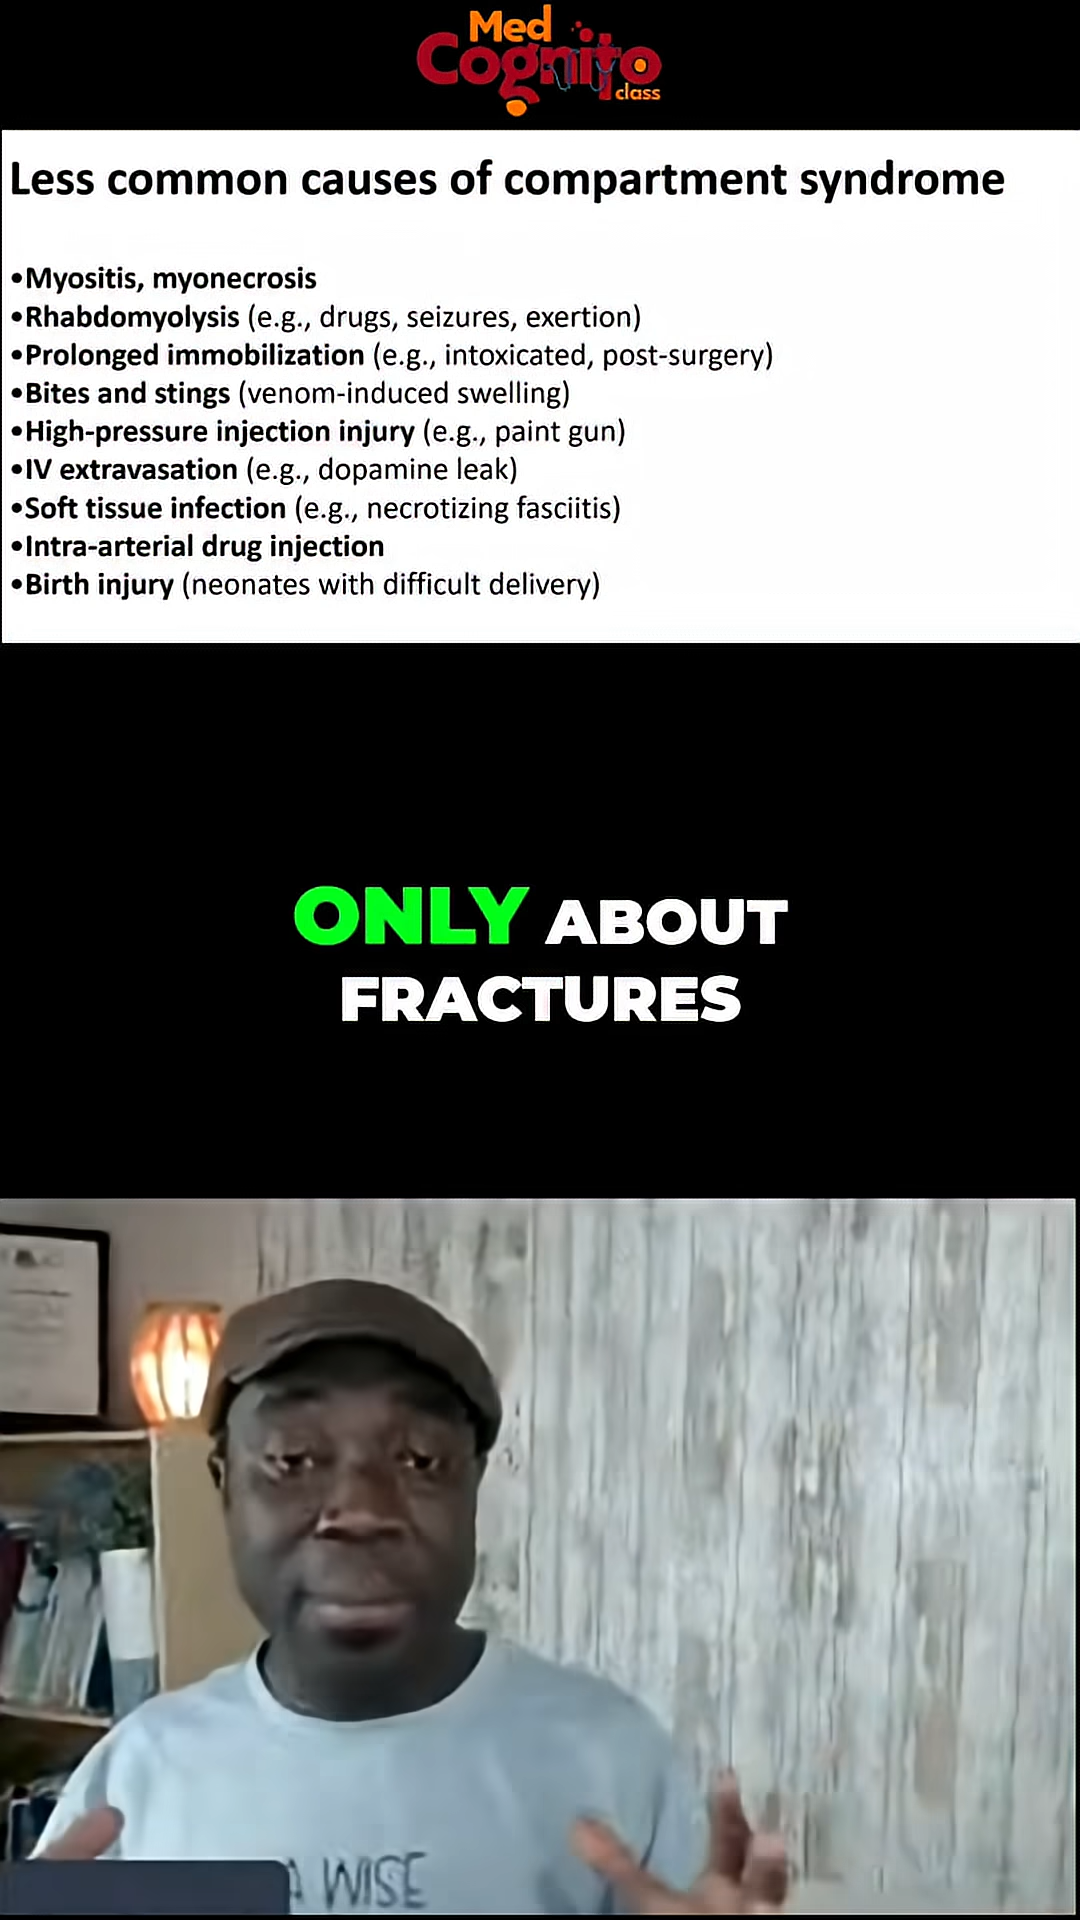 Med
Cognito
class
Less common causes of compartment syndrome
•Myositis, myonecrosis
•Rhabdomyolysis (e.g., drugs, seizures, exertion)
•Prolonged immobilization (e.g., intoxicated, post-surgery)
•Bites and stings (venom-induced swelling)
•High-pressure injection injury (e.g., paint gun)
•IV extravasation (e.g., dopamine leak)
•Soft tissue infection (e.g., necrotizing fasciitis)
•Intra-arterial drug injection
•Birth injury (neonates with difficult delivery)
ONLY ABOUT
FRACTURES
A WISE